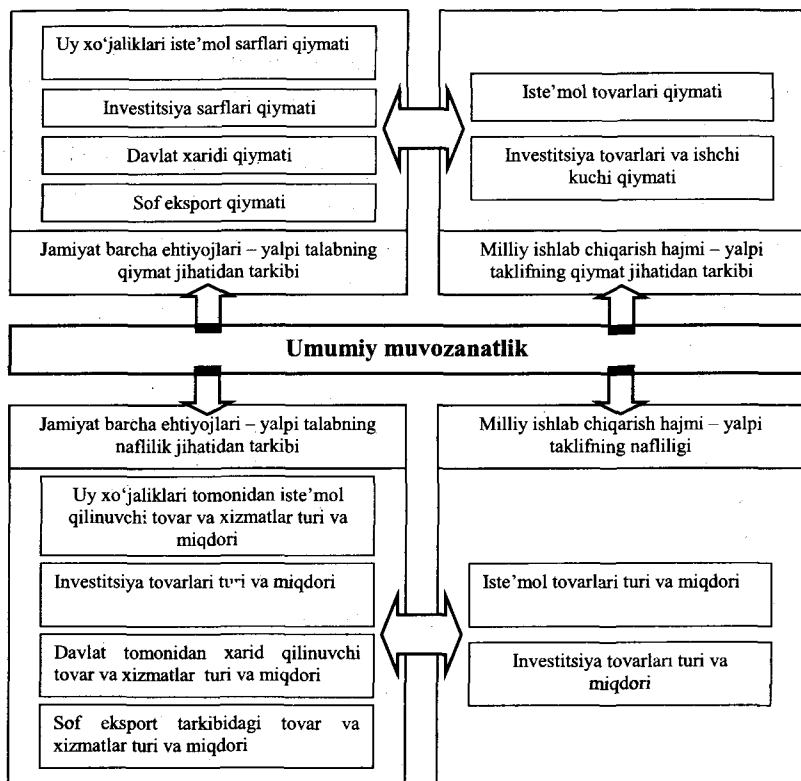 Uy xo‘jaliklari iste’mol sarflari qiymati
Investitsiya sarflari qiymati
Davlat xaridi qiymati
Sof eksport qiymati
Jamiyat barcha ehtiyojlari – yalpi talabning
qiymat jihatidan tarkibi
Iste’mol tovarlari qiymati
Investitsiya tovarlari va ishchi
kuchi qiymati
Milliy ishlab chiqarish hajmi – yalpi
taklifning qiymat jihatidan tarkibi
Umumiy muvozanatlik
Jamiyat barcha ehtiyojlari – yalpi talabning
naflilik jihatidan tarkibi
Uy xo‘jaliklari tomonidan iste’mol
qilinuvchi tovar va xizmatlar turi va
miqdori
Investitsiya tovarlari turi va miqdori
Davlat tomonidan xarid qilinuvchi
tovar va xizmatlar turi va miqdori
Sof eksport tarkibidagi tovar va
xizmatlar turi va miqdori
Milliy ishlab chiqarish hajmi – yalpi
taklifning nafliligi
Iste’mol tovarlari turi va miqdori
Investitsiya tovarları turi va
miqdori